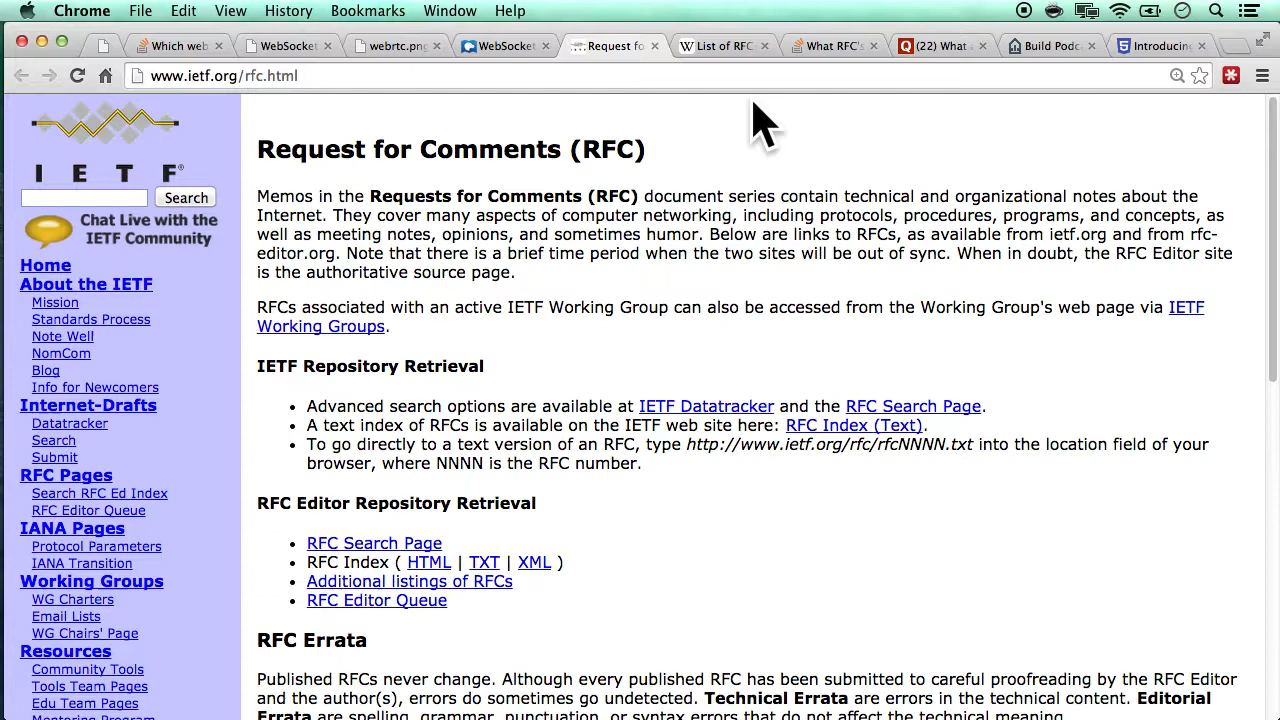 Chrome File Edit View History Bookmarks Window Help
Which web
WebSocket
webrtc.png
WebSocket
Request fo
List of RFC
What RFC's
(22) What a
Build Podc
Introducing
www.ietf.org/rfc.html
I E T F®
Search
Chat Live with the
IETF Community
Home
About the IETF
Mission
Standards Process
Note Well
NomCom
Blog
Info for Newcomers
Internet-Drafts
Datatracker
Search
Submit
RFC Pages
Search RFC Ed Index
RFC Editor Queue
IANA Pages
Protocol Parameters
IANA Transition
Working Groups
WG Charters
Email Lists
WG Chairs' Page
Resources
Community Tools
Tools Team Pages
Edu Team Pages
Mentoring Program
Request for Comments (RFC)
Memos in the Requests for Comments (RFC) document series contain technical and organizational notes about the
Internet. They cover many aspects of computer networking, including protocols, procedures, programs, and concepts, as
well as meeting notes, opinions, and sometimes humor. Below are links to RFCs, as available from ietf.org and from rfc-
editor.org. Note that there is a brief time period when the two sites will be out of sync. When in doubt, the RFC Editor site
is the authoritative source page.
RFCs associated with an active IETF Working Group can also be accessed from the Working Group's web page via IETF
Working Groups.
IETF Repository Retrieval
• Advanced search options are available at IETF Datatracker and the RFC Search Page.
• A text index of RFCs is available on the IETF web site here: RFC Index (Text).
• To go directly to a text version of an RFC, type http://www.ietf.org/rfc/rfcNNNN.txt into the location field of your
browser, where NNNN is the RFC number.
RFC Editor Repository Retrieval
• RFC Search Page
• RFC Index ( HTML | TXT | XML )
• Additional listings of RFCs
• RFC Editor Queue
RFC Errata
Published RFCs never change. Although every published RFC has been submitted to careful proofreading by the RFC Editor
and the author(s), errors do sometimes go undetected. Technical Errata are errors in the technical content. Editorial
Errata are spelling, grammar, punctuation, or syntax errors that do not affect the technical meaning.